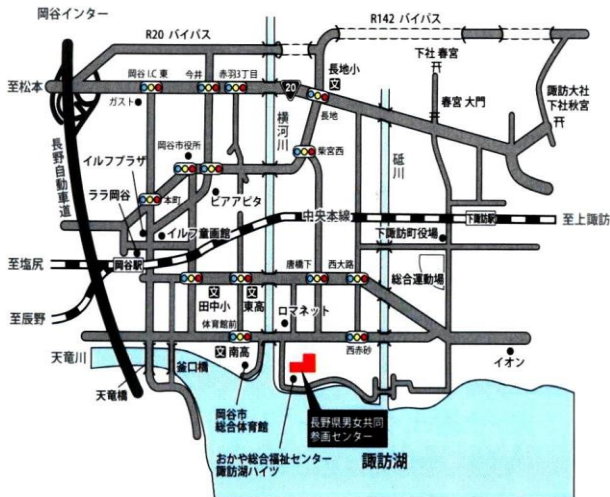 岡谷インター
R20 バイパス
R142 バイパス
下社 春宮
岡谷 I.C 東
今井
赤羽3丁目
長地小
文
至松本
20
ガスト
長地
春宮 大門
諏訪大社
下社秋宮
横河川
岡谷市役所
柴宮西
砥川
長野自動車道
イルフプラザ
ララ岡谷
本町
ピアアピタ
中央本線
下諏訪駅
至上諏訪
イルフ童画館
下諏訪町役場
至塩尻
岡谷駅
唐橋下
西大路
総合運動場
田中小
文
東高
文
至辰野
体育館前
ロマネット
天竜川
文
南高
西赤砂
イオン
釜口橋
天竜橋
岡谷市
総合体育館
長野県男女共同
参画センター
おかや総合福祉センター
諏訪湖ハイツ
諏訪湖